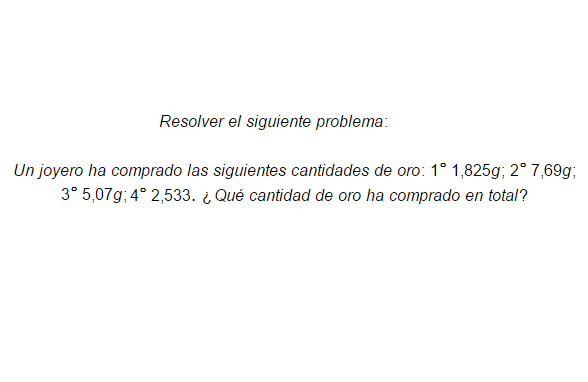 Resolver el siguiente problema:
Un joyero ha comprado las siguientes cantidades de oro: 1° 1,825g; 2° 7,69g;
3° 5,07g; 4° 2,533. ¿ Qué cantidad de oro ha comprado en total?